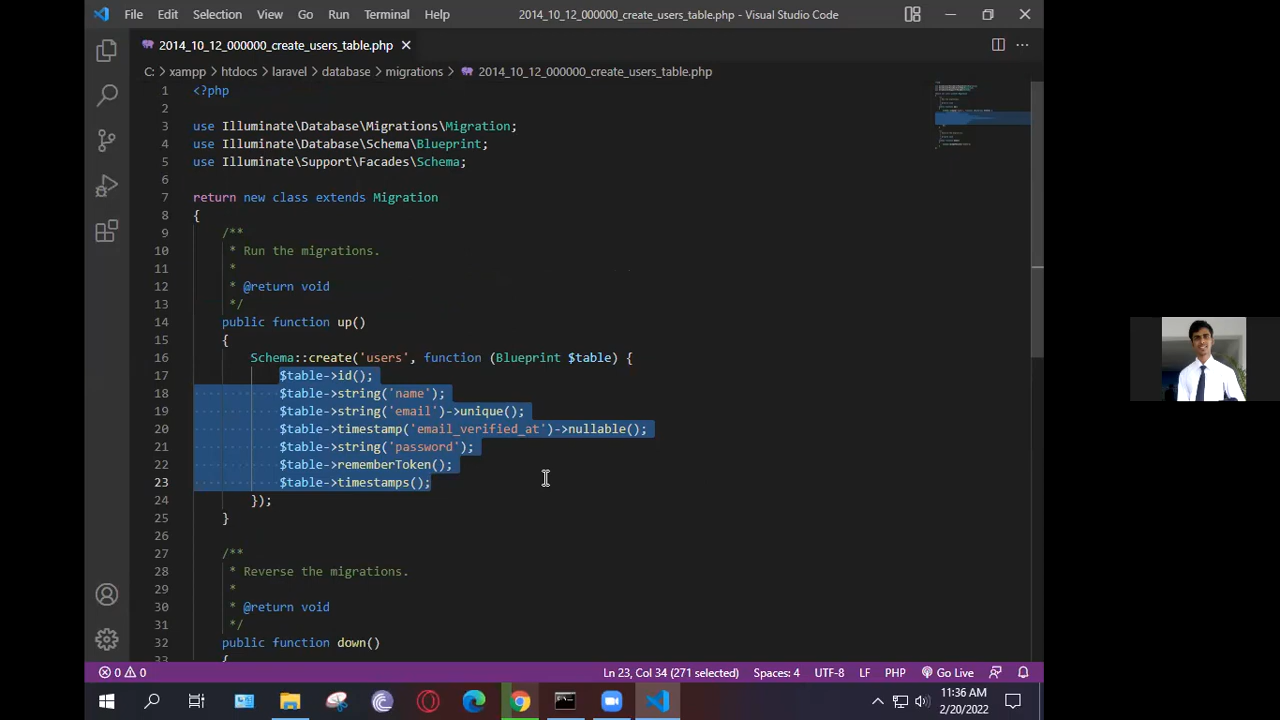 File Edit Selection View Go Run Terminal Help 2014_10_12_000000_create_users_table.php - Visual Studio Code
2014_10_12_000000_create_users_table.php
C: > xampp > htdocs > laravel > database > migrations > 2014_10_12_000000_create_users_table.php
1 <?php
2
3 use Illuminate\Database\Migrations\Migration;
4 use Illuminate\Database\Schema\Blueprint;
5 use Illuminate\Support\Facades\Schema;
6
7 return new class extends Migration
8 {
9 /**
10 * Run the migrations.
11 *
12 * @return void
13 */
14 public function up()
15 {
16 Schema::create('users', function (Blueprint $table) {
17 $table->id();
18 $table->string('name');
19 $table->string('email')->unique();
20 $table->timestamp('email_verified_at')->nullable();
21 $table->string('password');
22 $table->rememberToken();
23 $table->timestamps();
24 });
25 }
26
27 /**
28 * Reverse the migrations.
29 *
30 * @return void
31 */
32 public function down()
33 {
0 0 Ln 23, Col 34 (271 selected) Spaces: 4 UTF-8 LF PHP Go Live
11:36 AM
2/20/2022